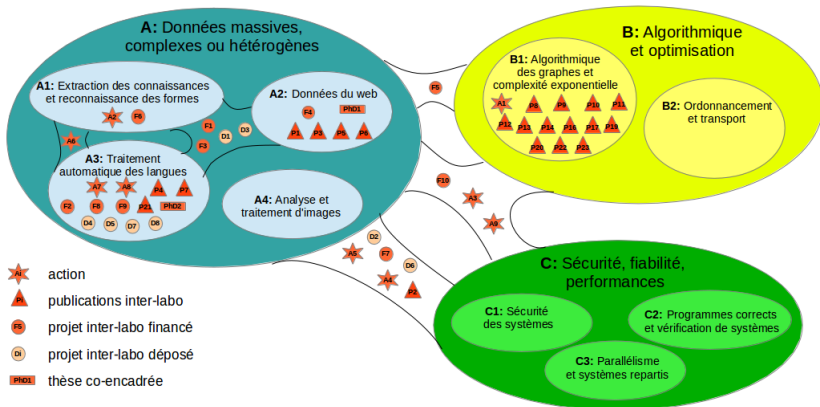 A: Données massives,
complexes ou hétérogènes
A1: Extraction des connaissances
et reconnaissance des formes
A2
F6
A2: Données du web
F4
PhD1
P1 P3 P5 P6
F1
D1
D3
F3
A6
A3: Traitement
automatique des langues
A7 A8 P4 P7
F2 F8 F9 P21 PhD2
D4 D5 D7 D8
A4: Analyse et
traitement d'images
B: Algorithmique
et optimisation
B1: Algorithmique
des graphes et
complexité exponentielle
A1 P9 P10 P11
P12 P13 P14 P16 P17
P20 P22 P23
B2: Ordonnancement
et transport
F5
F10
A3
A9
D2
A5 F7
D6
A4
P2
C: Sécurité, fiabilité,
performances
C1: Sécurité
des systèmes
C2: Programmes corrects
et vérification de systèmes
C3: Parallélisme
et systèmes repartis
Ai action
Pi publications inter-labo
F5 projet inter-labo financé
Di projet inter-labo déposé
PhD1 thèse co-encadrée